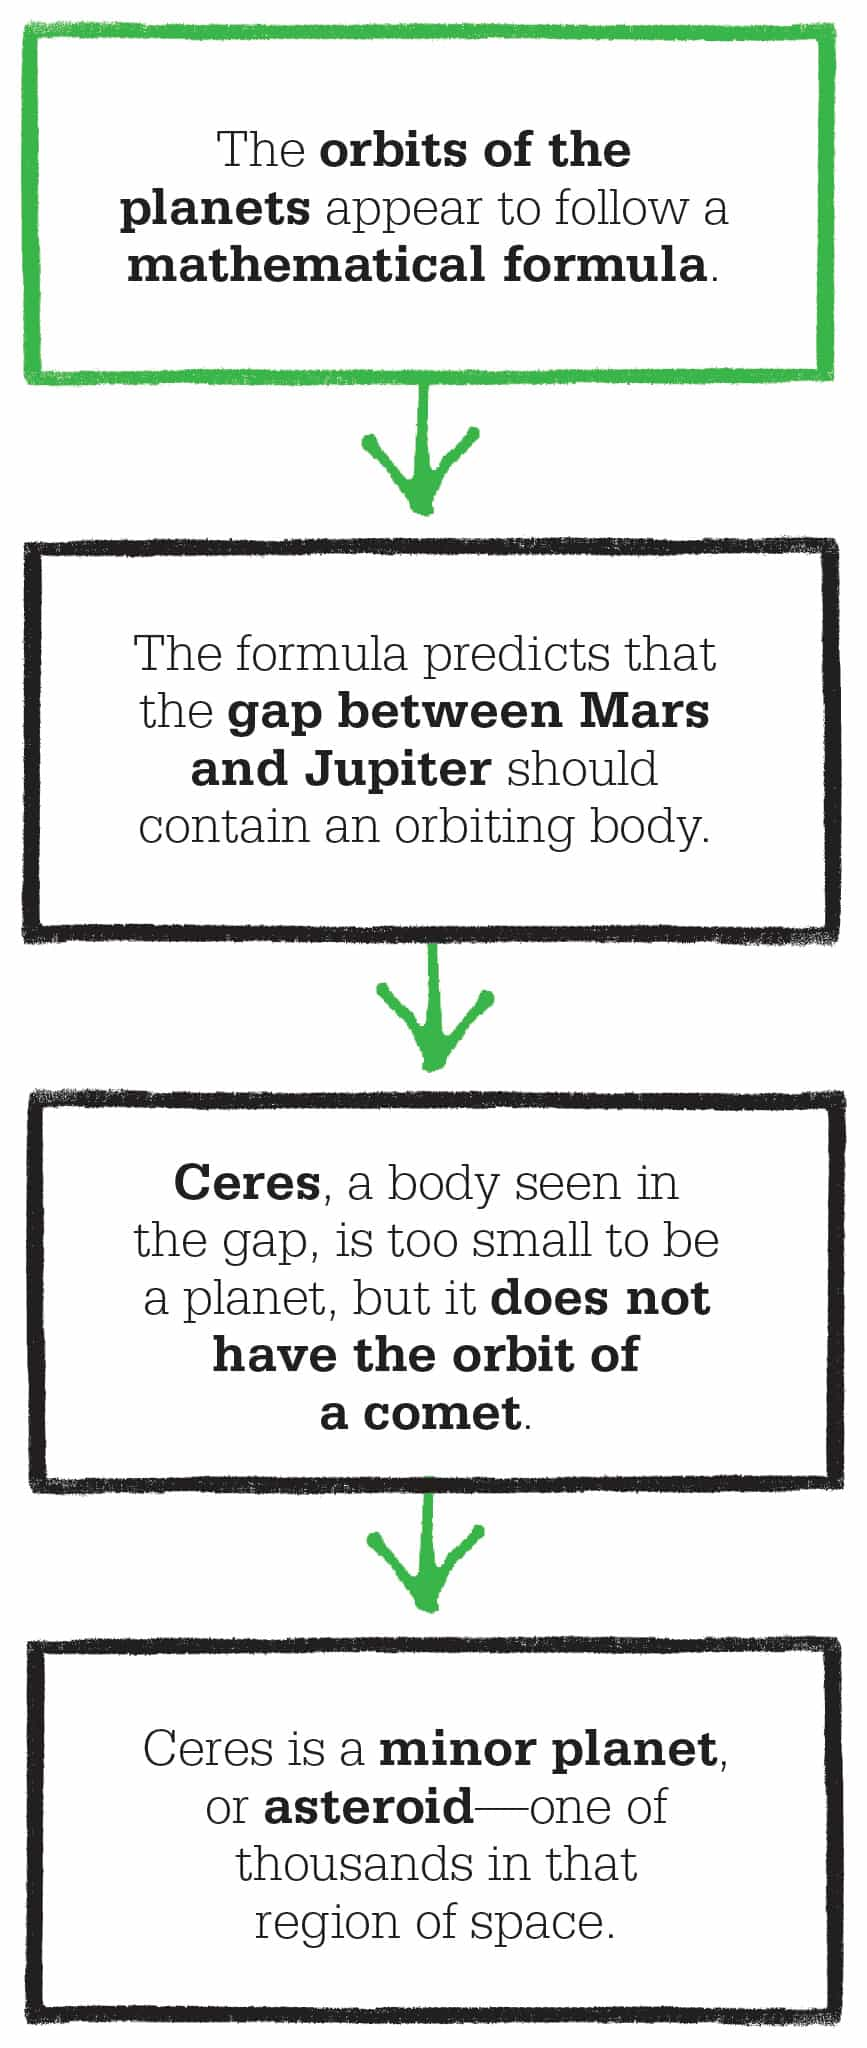 The orbits of the
planets appear to follow a
mathematical formula.
The formula predicts that
the gap between Mars
and Jupiter should
contain an orbiting body.
Ceres, a body seen in
the gap, is too small to be
a planet, but it does not
have the orbit of
a comet.
Ceres is a minor planet,
or asteroid—one of
thousands in that
region of space.